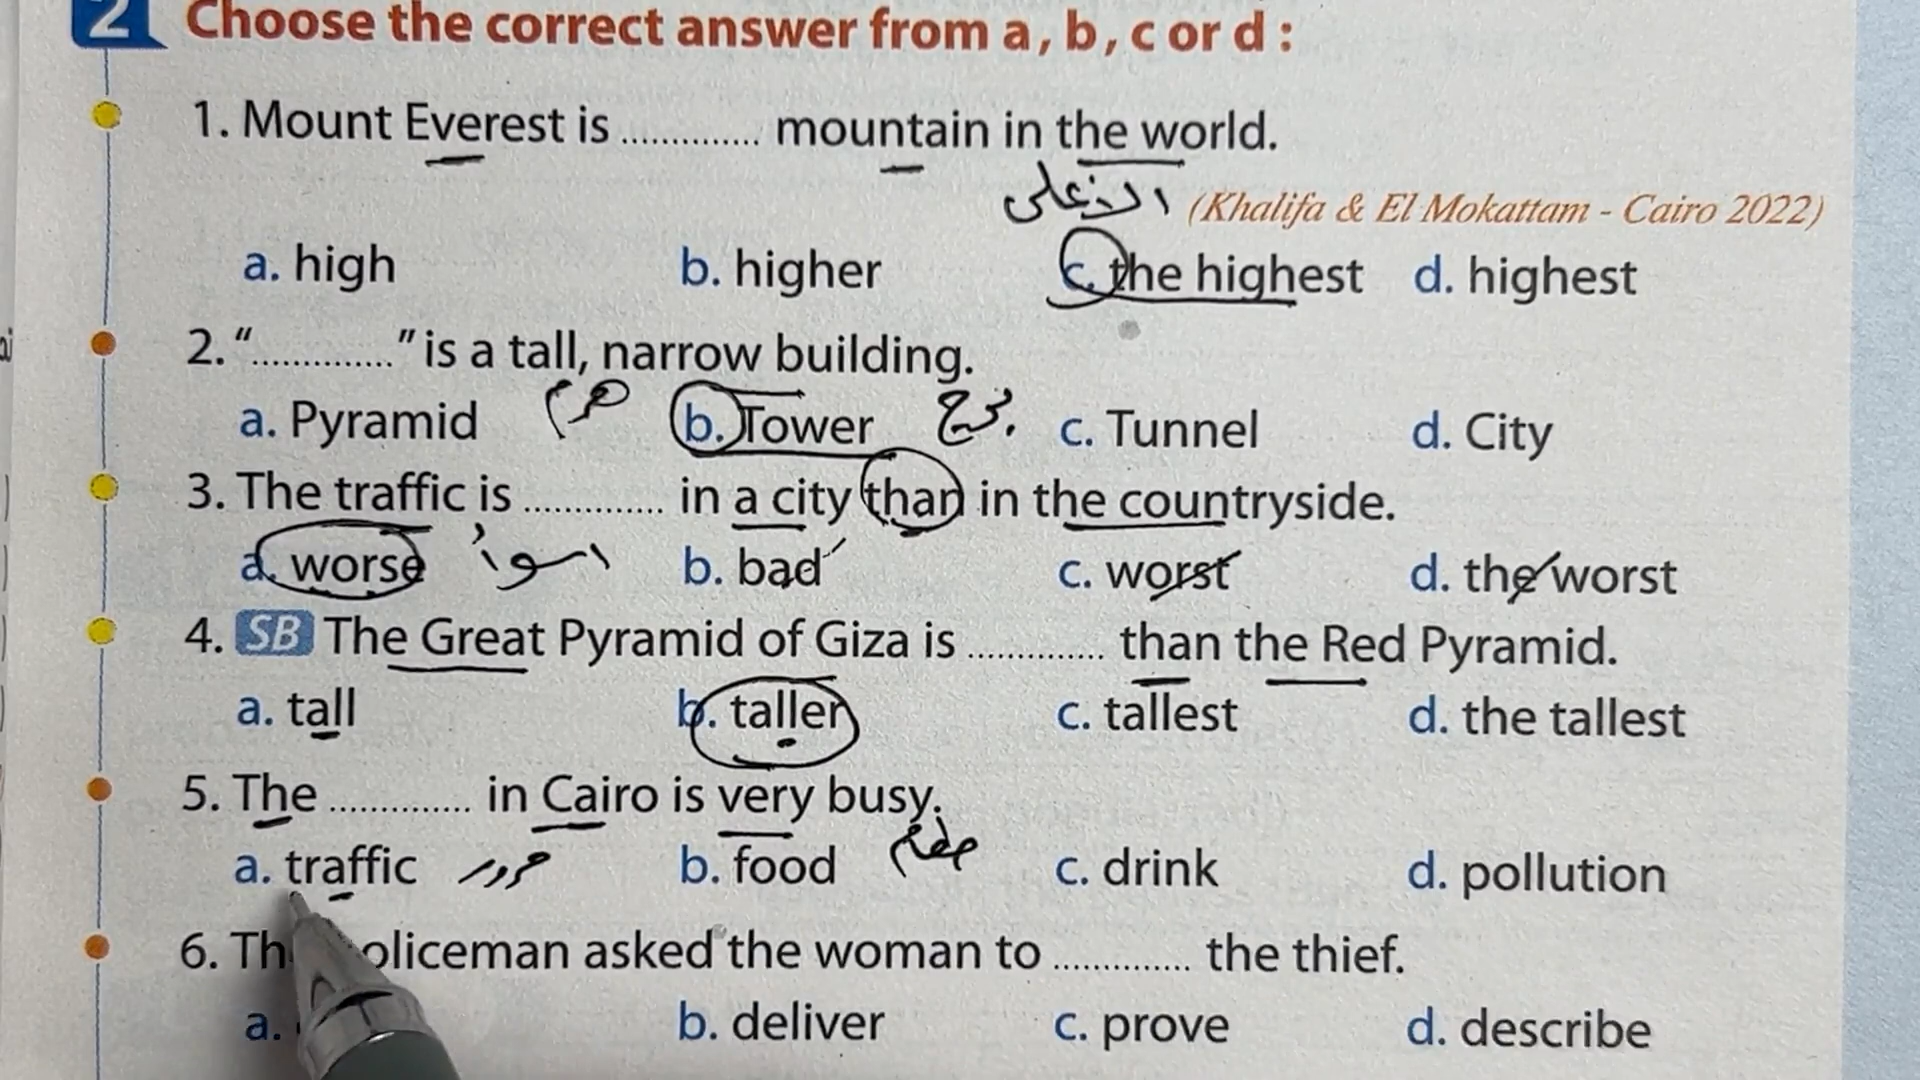 2 Choose the correct answer from a , b , c or d :
1. Mount Everest is .............. mountain in the world.
الأعلى (Khalifa & El Mokattam - Cairo 2022)
a. high b. higher c. the highest d. highest
2. “..............” is a tall, narrow building.
a. Pyramid هرم b. Tower برج c. Tunnel d. City
3. The traffic is .............. in a city than in the countryside.
a. worse أسوأ b. bad c. worst d. the worst
4. SB The Great Pyramid of Giza is .............. than the Red Pyramid.
a. tall b. taller c. tallest d. the tallest
5. The .............. in Cairo is very busy.
a. traffic مرور b. food طعام c. drink d. pollution
6. Th oliceman asked the woman to .............. the thief.
a. b. deliver c. prove d. describe